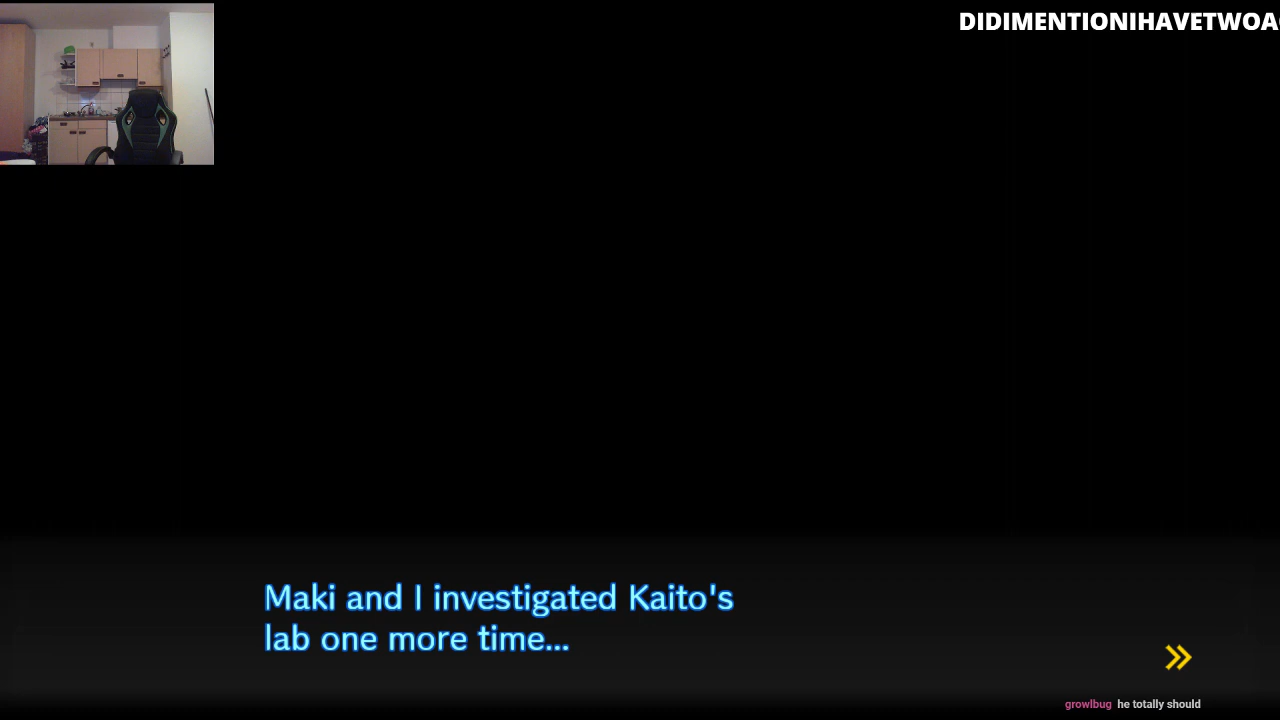 DIDIMENTIONIHAVETWOA
Maki and I investigated Kaito's
lab one more time...
growlbug he totally should